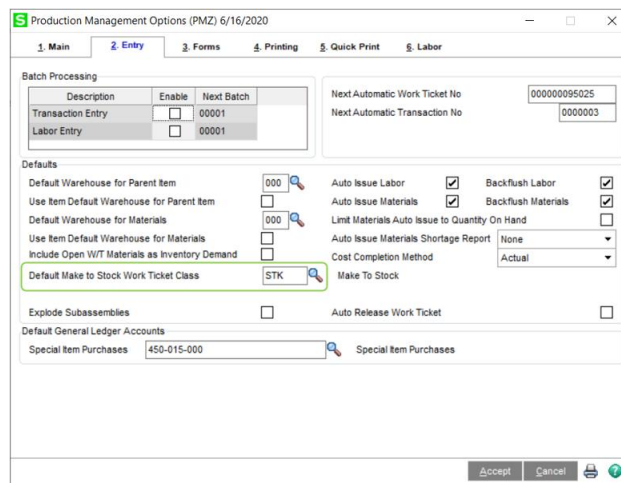 S Production Management Options (PMZ) 6/16/2020
1. Main 2. Entry 3. Forms 4. Printing 5. Quick Print 6. Labor
Batch Processing
Description Enable Next Batch
Transaction Entry 00001
Labor Entry 00001
Next Automatic Work Ticket No 000000095025
Next Automatic Transaction No 0000003
Defaults
Default Warehouse for Parent Item 000 Auto Issue Labor Backflush Labor
Use Item Default Warehouse for Parent Item Auto Issue Materials Backflush Materials
Default Warehouse for Materials 000 Limit Materials Auto Issue to Quantity On Hand
Use Item Default Warehouse for Materials Auto Issue Materials Shortage Report None
Include Open W/T Materials as Inventory Demand Cost Completion Method Actual
Default Make to Stock Work Ticket Class STK Make To Stock
Explode Subassemblies Auto Release Work Ticket
Default General Ledger Accounts
Special Item Purchases 450-015-000 Special Item Purchases
Accept Cancel ?